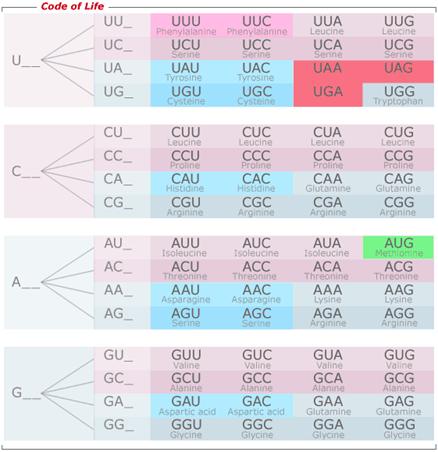 Code of Life
U__
UU_ UUU UUC UUA UUG
Phenylalanine Phenylalanine Leucine Leucine
UC_ UCU UCC UCA UCG
Serine Serine Serine Serine
UA_ UAU UAC UAA UAG
Tyrosine Tyrosine
UG_ UGU UGC UGA UGG
Cysteine Cysteine Tryptophan
C__
CU_ CUU CUC CUA CUG
Leucine Leucine Leucine Leucine
CC_ CCU CCC CCA CCG
Proline Proline Proline Proline
CA_ CAU CAC CAA CAG
Histidine Histidine Glutamine Glutamine
CG_ CGU CGC CGA CGG
Arginine Arginine Arginine Arginine
A__
AU_ AUU AUC AUA AUG
Isoleucine Isoleucine Isoleucine Methionine
AC_ ACU ACC ACA ACG
Threonine Threonine Threonine Threonine
AA_ AAU AAC AAA AAG
Asparagine Asparagine Lysine Lysine
AG_ AGU AGC AGA AGG
Serine Serine Arginine Arginine
G__
GU_ GUU GUC GUA GUG
Valine Valine Valine Valine
GC_ GCU GCC GCA GCG
Alanine Alanine Alanine Alanine
GA_ GAU GAC GAA GAG
Aspartic acid Aspartic acid Glutamine Glutamine
GG_ GGU GGC GGA GGG
Glycine Glycine Glycine Glycine